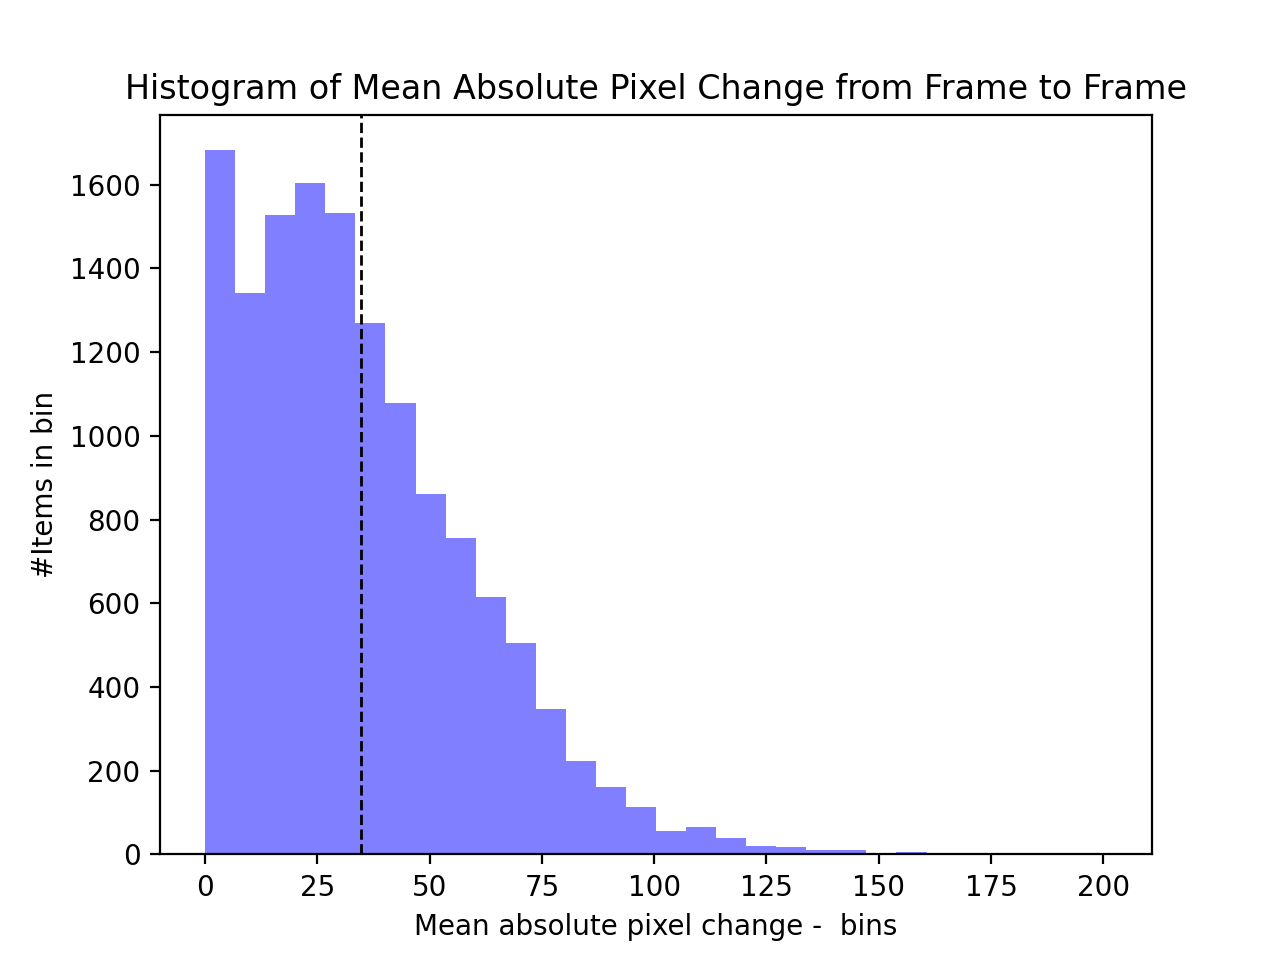 Histogram of Mean Absolute Pixel Change from Frame to Frame
1600
1400
1200
1000
800
600
400
200
0
#Items in bin
0 25 50 75 100 125 150 175 200
Mean absolute pixel change -  bins